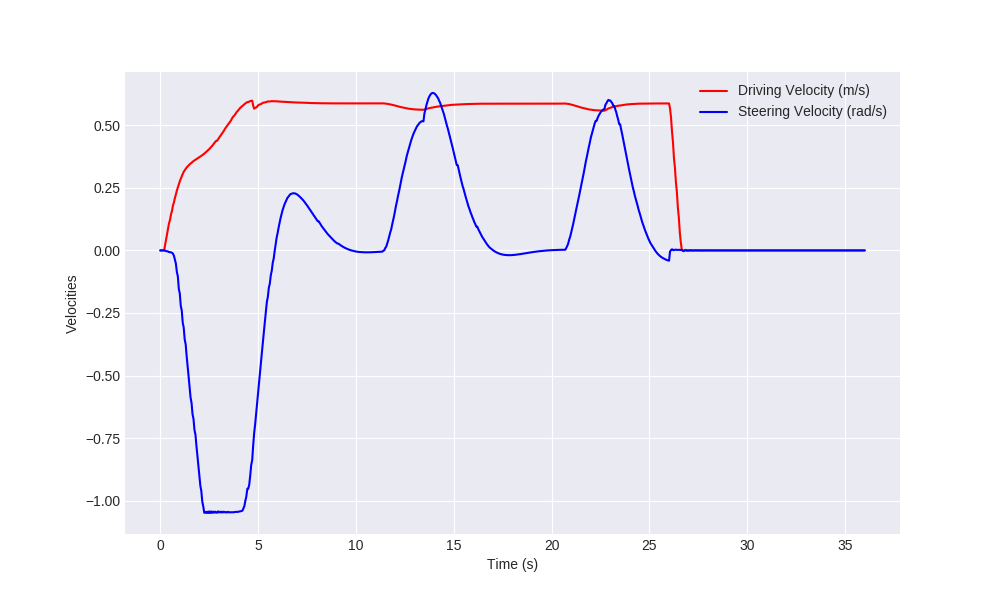 Driving Velocity (m/s)
Steering Velocity (rad/s)
0.50
0.25
0.00
−0.25
−0.50
−0.75
−1.00
Velocities
0 5 10 15 20 25 30 35
Time (s)